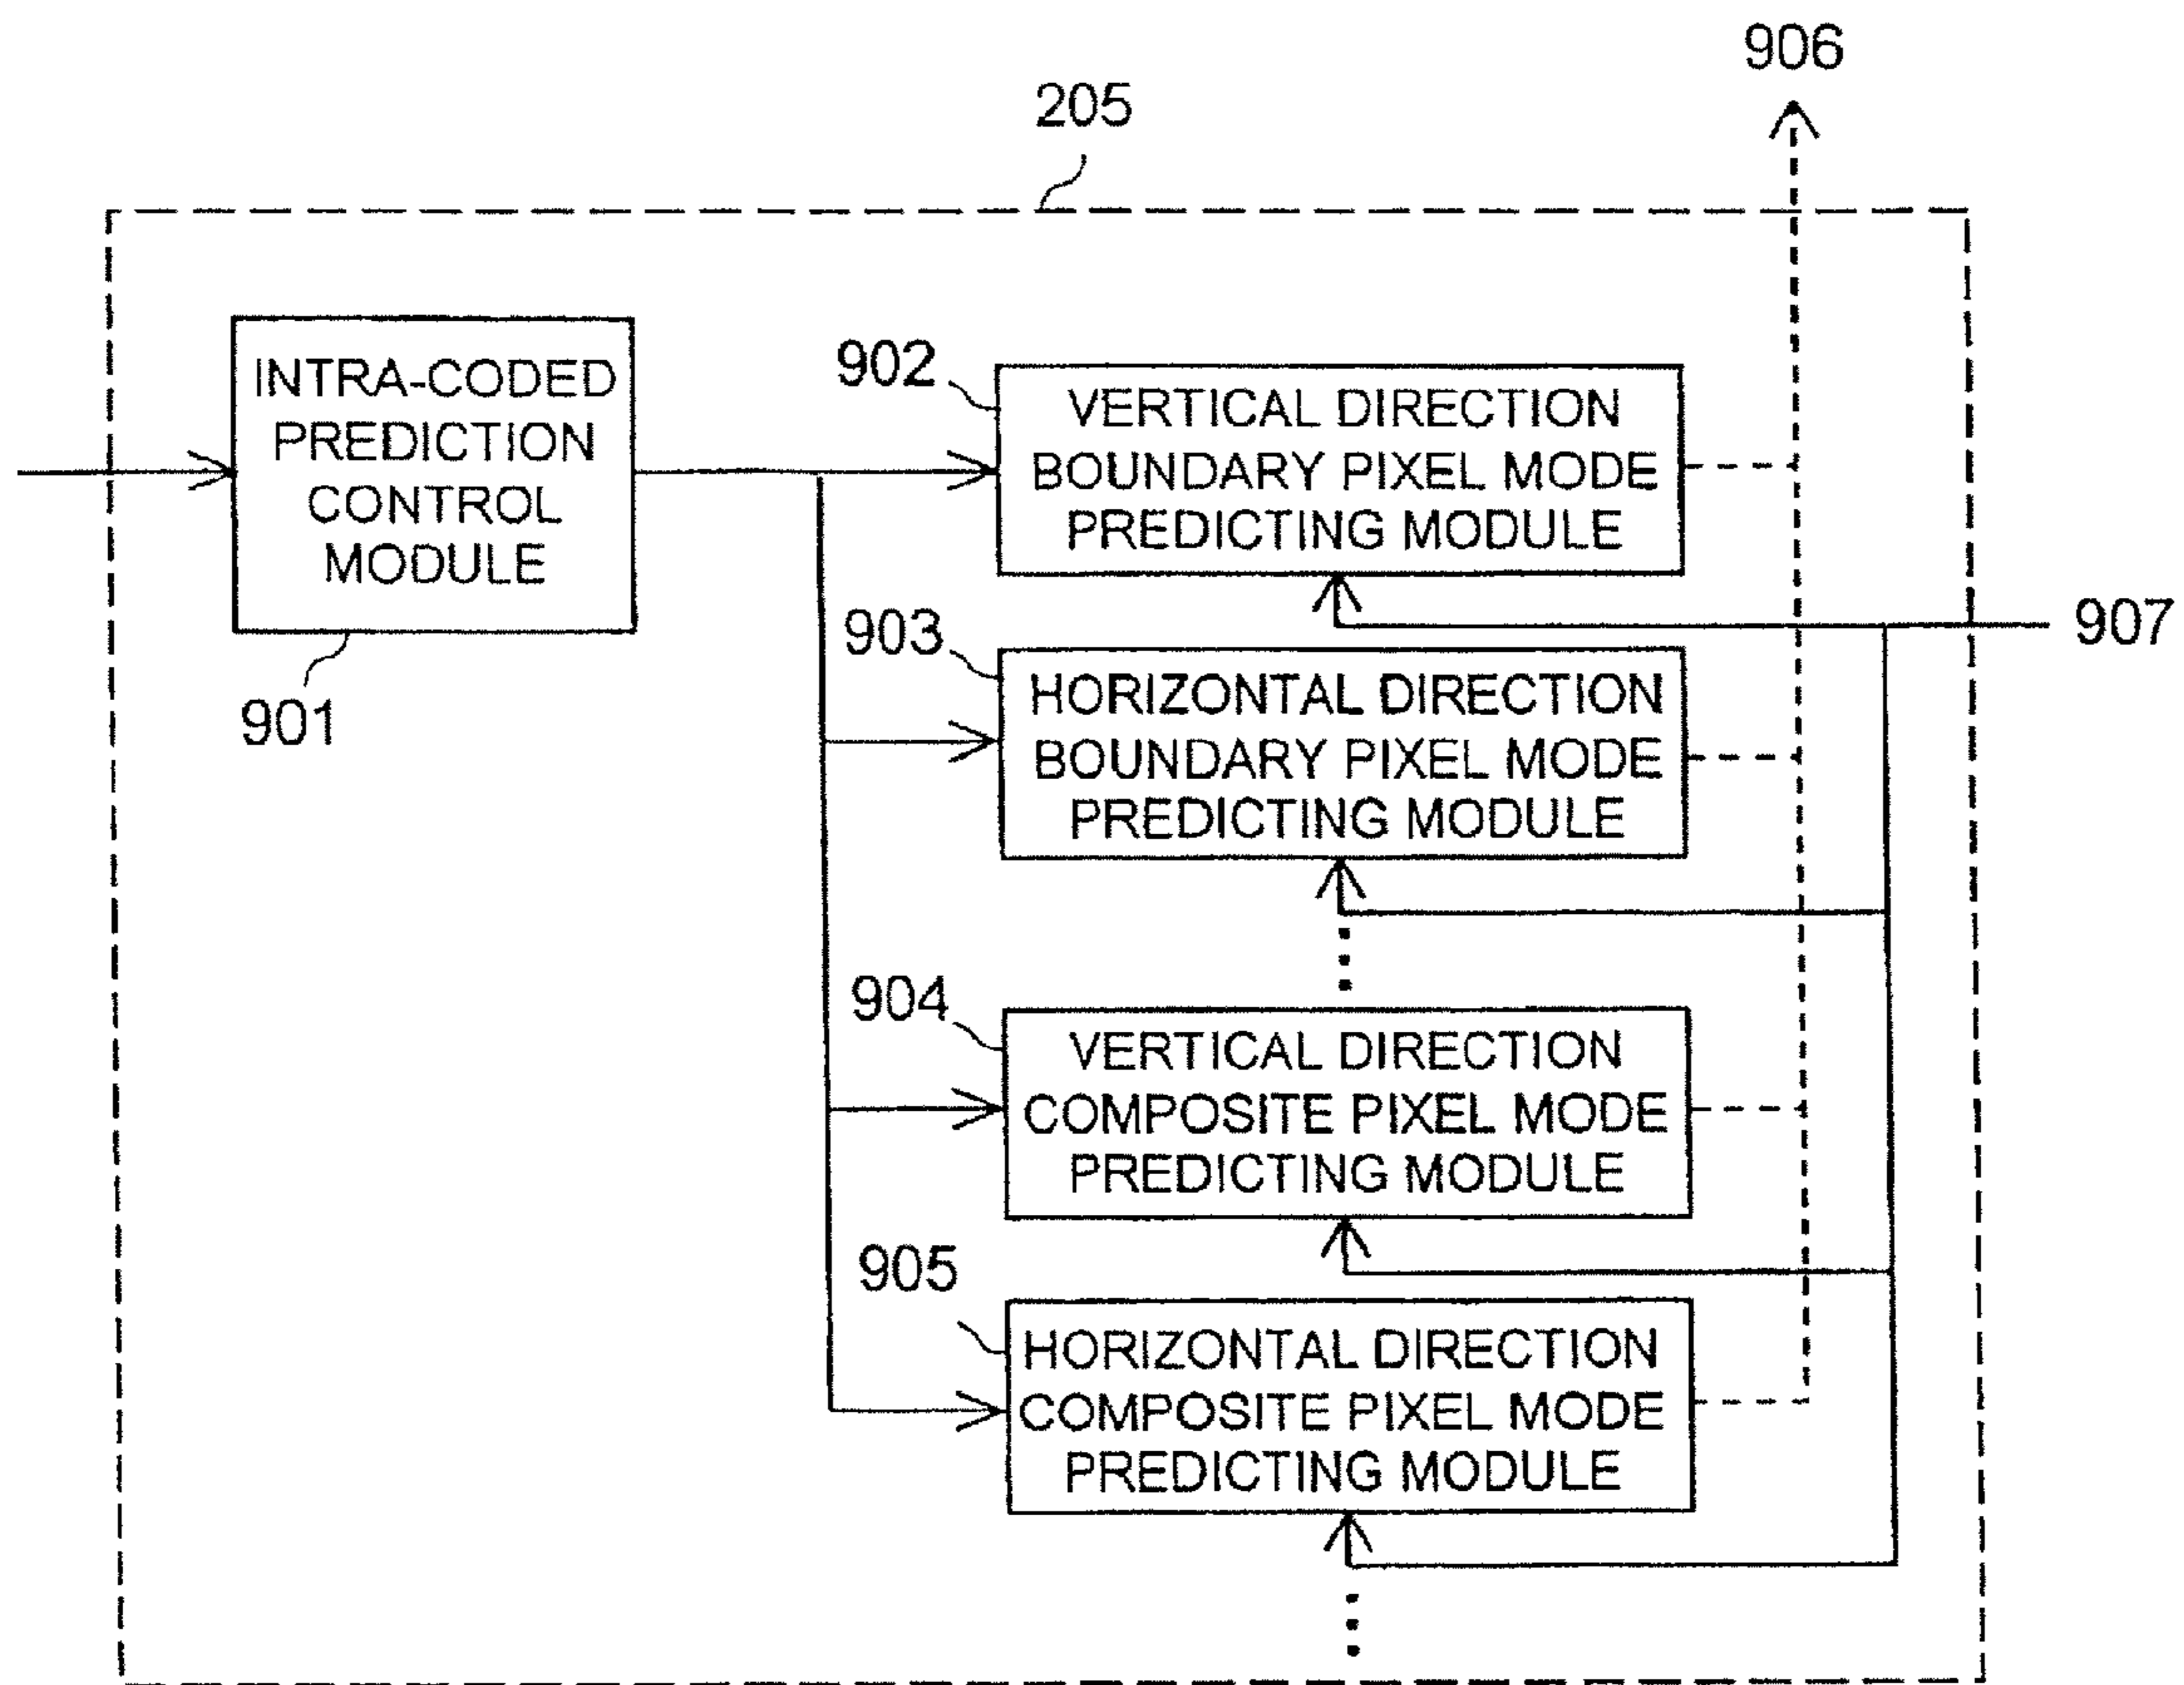 906
205
INTRA-CODED
PREDICTION
CONTROL
MODULE
901
902
VERTICAL DIRECTION
BOUNDARY PIXEL MODE
PREDICTING MODULE
907
903
HORIZONTAL DIRECTION
BOUNDARY PIXEL MODE
PREDICTING MODULE
904
VERTICAL DIRECTION
COMPOSITE PIXEL MODE
PREDICTING MODULE
905
HORIZONTAL DIRECTION
COMPOSITE PIXEL MODE
PREDICTING MODULE